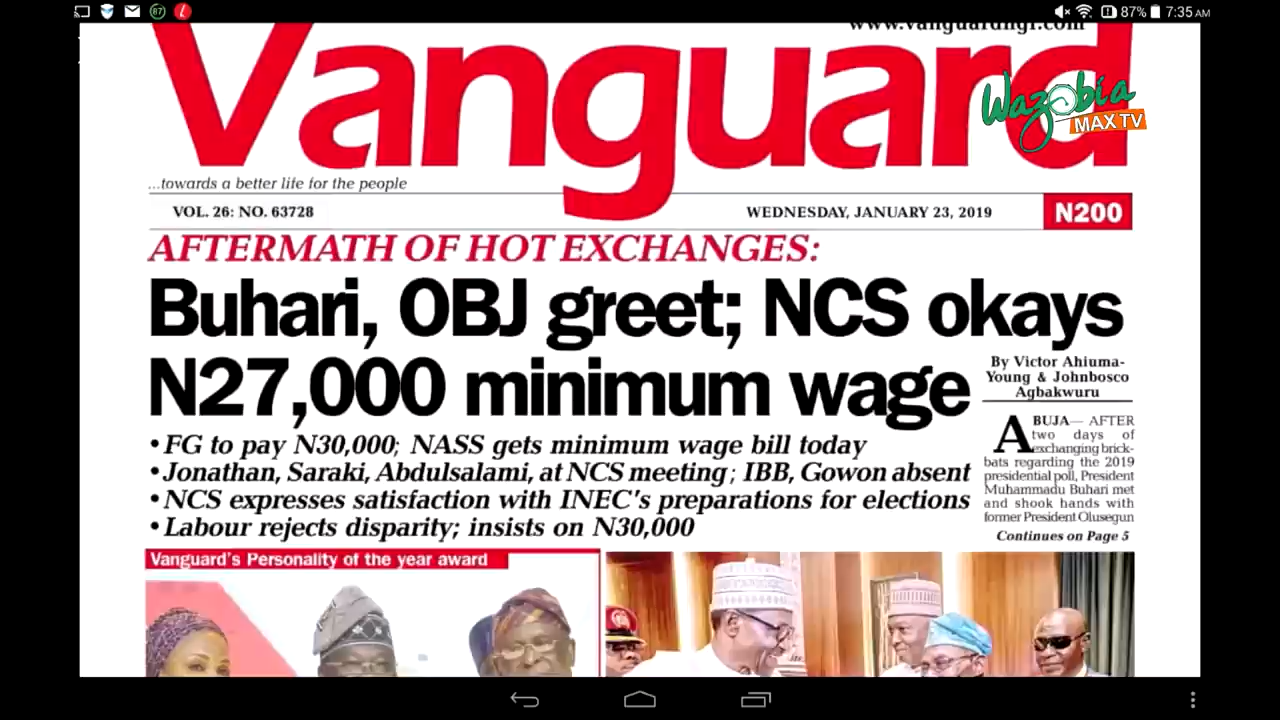 87
87% 7:35 AM
www.vanguardngr.com
Vanguard
Wazobia
MAX TV
...towards a better life for the people
VOL. 26: NO. 63728
WEDNESDAY, JANUARY 23, 2019
N200
AFTERMATH OF HOT EXCHANGES:
Buhari, OBJ greet; NCS okays
N27,000 minimum wage
•FG to pay N30,000; NASS gets minimum wage bill today
•Jonathan, Saraki, Abdulsalami, at NCS meeting; IBB, Gowon absent
•NCS expresses satisfaction with INEC's preparations for elections
•Labour rejects disparity; insists on N30,000
By Victor Ahiuma-
Young & Johnbosco
Agbakwuru
ABUJA— AFTER
two days of
exchanging brick-
bats regarding the 2019
presidential poll, President
Muhammadu Buhari met
and shook hands with
former President Olusegun
Continues on Page 5
Vanguard's Personality of the year award